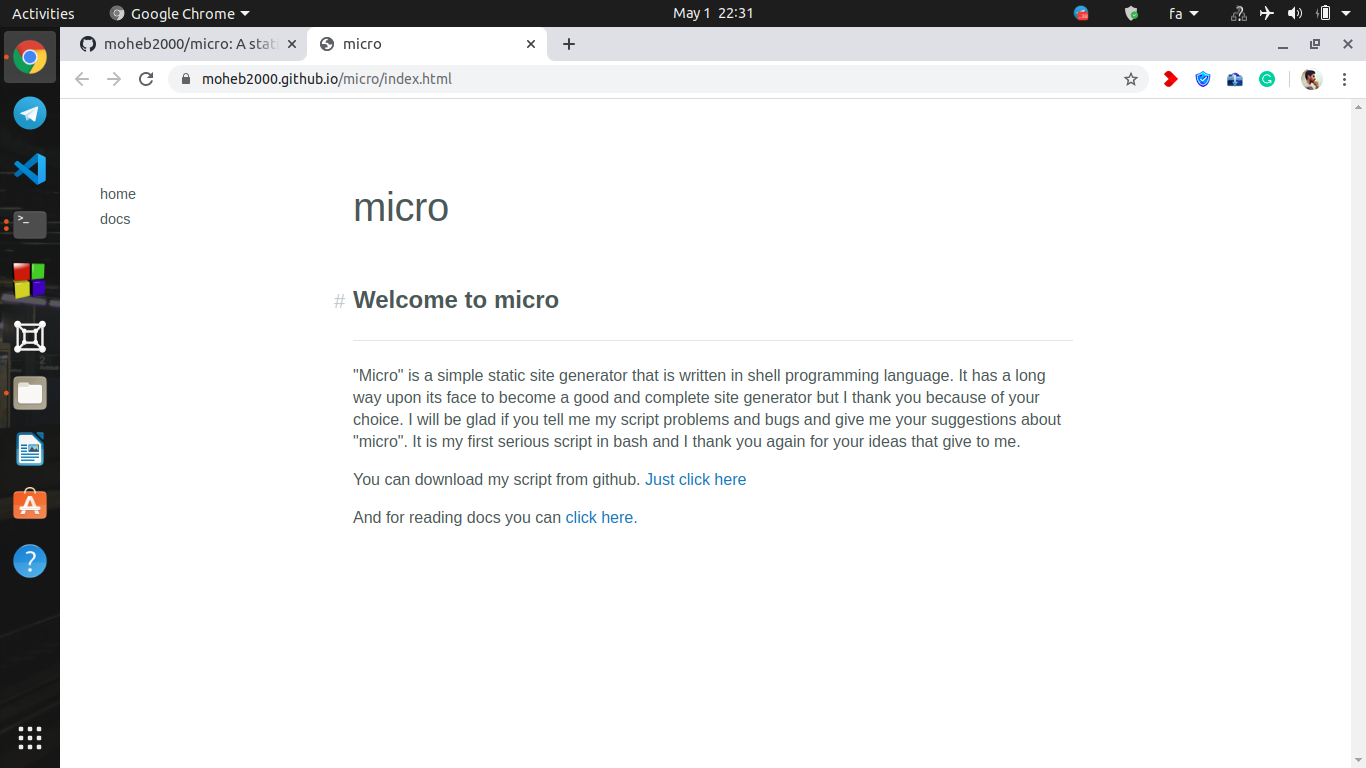 Activities
Google Chrome
May 1 22:31
fa
moheb2000/micro: A stati
micro
moheb2000.github.io/micro/index.html
home
docs
micro
# Welcome to micro
"Micro" is a simple static site generator that is written in shell programming language. It has a long
way upon its face to become a good and complete site generator but I thank you because of your
choice. I will be glad if you tell me my script problems and bugs and give me your suggestions about
"micro". It is my first serious script in bash and I thank you again for your ideas that give to me.
You can download my script from github. Just click here
And for reading docs you can click here.